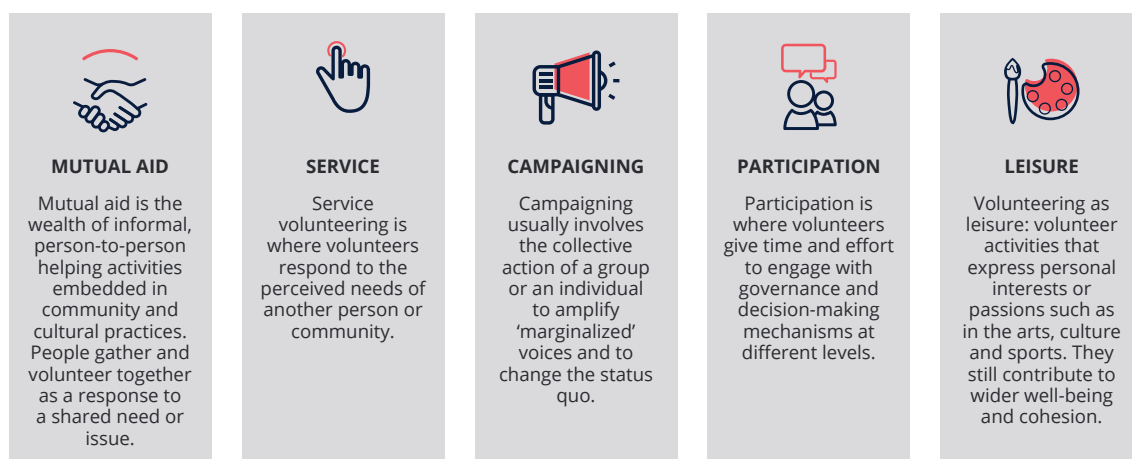 MUTUAL AID
Mutual aid is the
wealth of informal,
person-to-person
helping activities
embedded in
community and
cultural practices.
People gather and
volunteer together
as a response to
a shared need or
issue.
SERVICE
Service
volunteering is
where volunteers
respond to the
perceived needs of
another person or
community.
CAMPAIGNING
Campaigning
usually involves
the collective
action of a group
or an individual
to amplify
‘marginalized’
voices and to
change the status
quo.
PARTICIPATION
Participation is
where volunteers
give time and effort
to engage with
governance and
decision-making
mechanisms at
different levels.
LEISURE
Volunteering as
leisure: volunteer
activities that
express personal
interests or
passions such as
in the arts, culture
and sports. They
still contribute to
wider well-being
and cohesion.